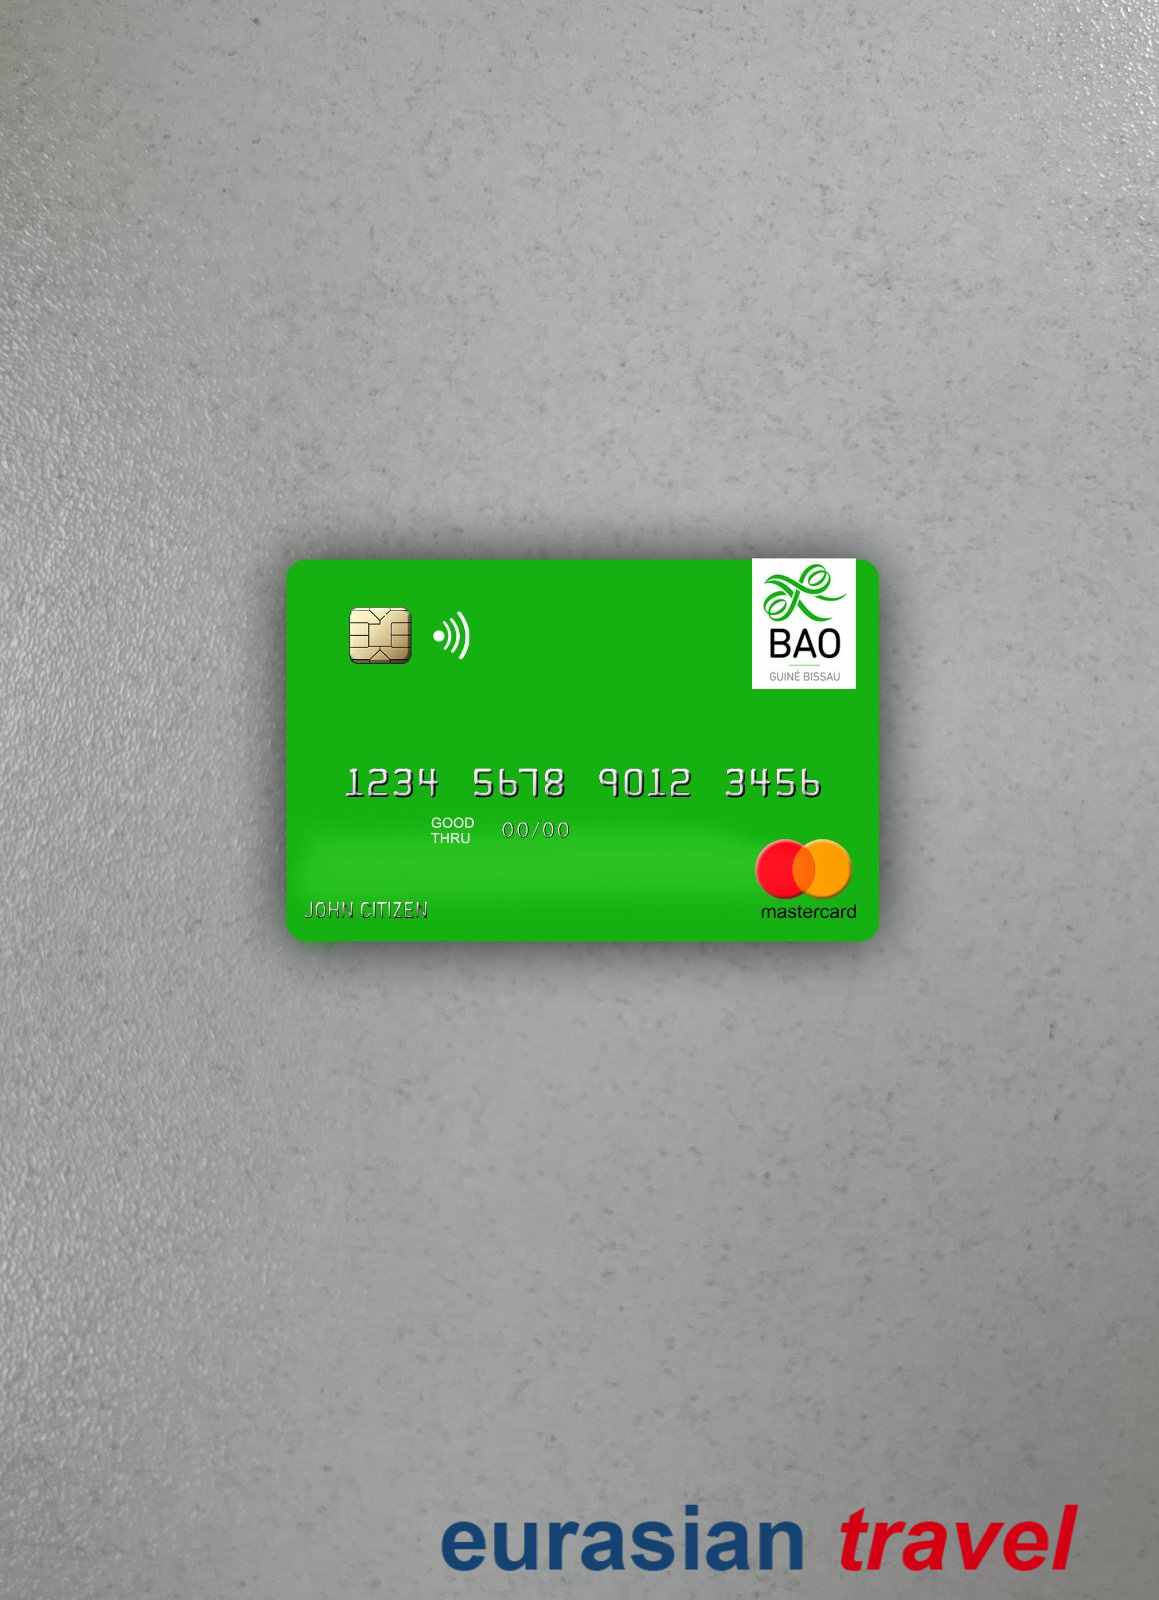 BAO
GUINÉ BISSAU
1234 5678 9012 3456
GOOD
THRU
00/00
JOHN CITIZEN
mastercard
eurasian travel